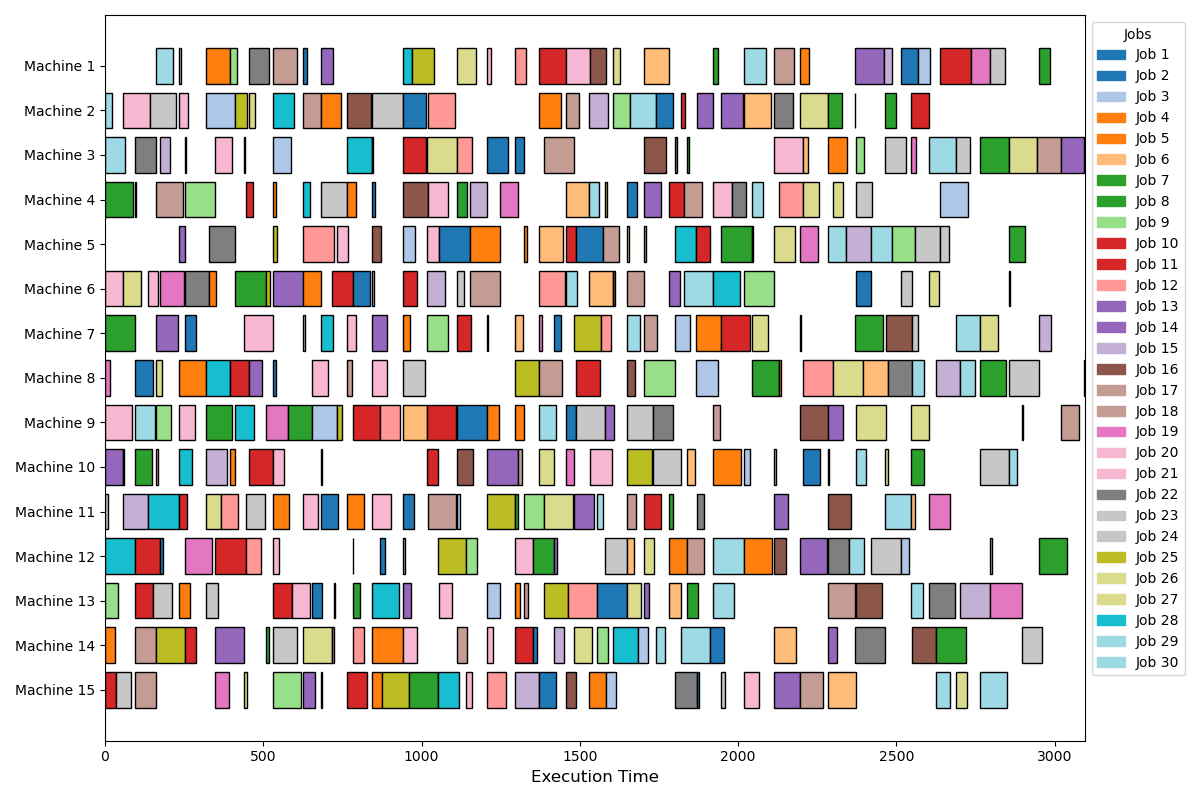 Machine 1
Machine 2
Machine 3
Machine 4
Machine 5
Machine 6
Machine 7
Machine 8
Machine 9
Machine 10
Machine 11
Machine 12
Machine 13
Machine 14
Machine 15
0 500 1000 1500 2000 2500 3000
Execution Time
Jobs
Job 1
Job 2
Job 3
Job 4
Job 5
Job 6
Job 7
Job 8
Job 9
Job 10
Job 11
Job 12
Job 13
Job 14
Job 15
Job 16
Job 17
Job 18
Job 19
Job 20
Job 21
Job 22
Job 23
Job 24
Job 25
Job 26
Job 27
Job 28
Job 29
Job 30